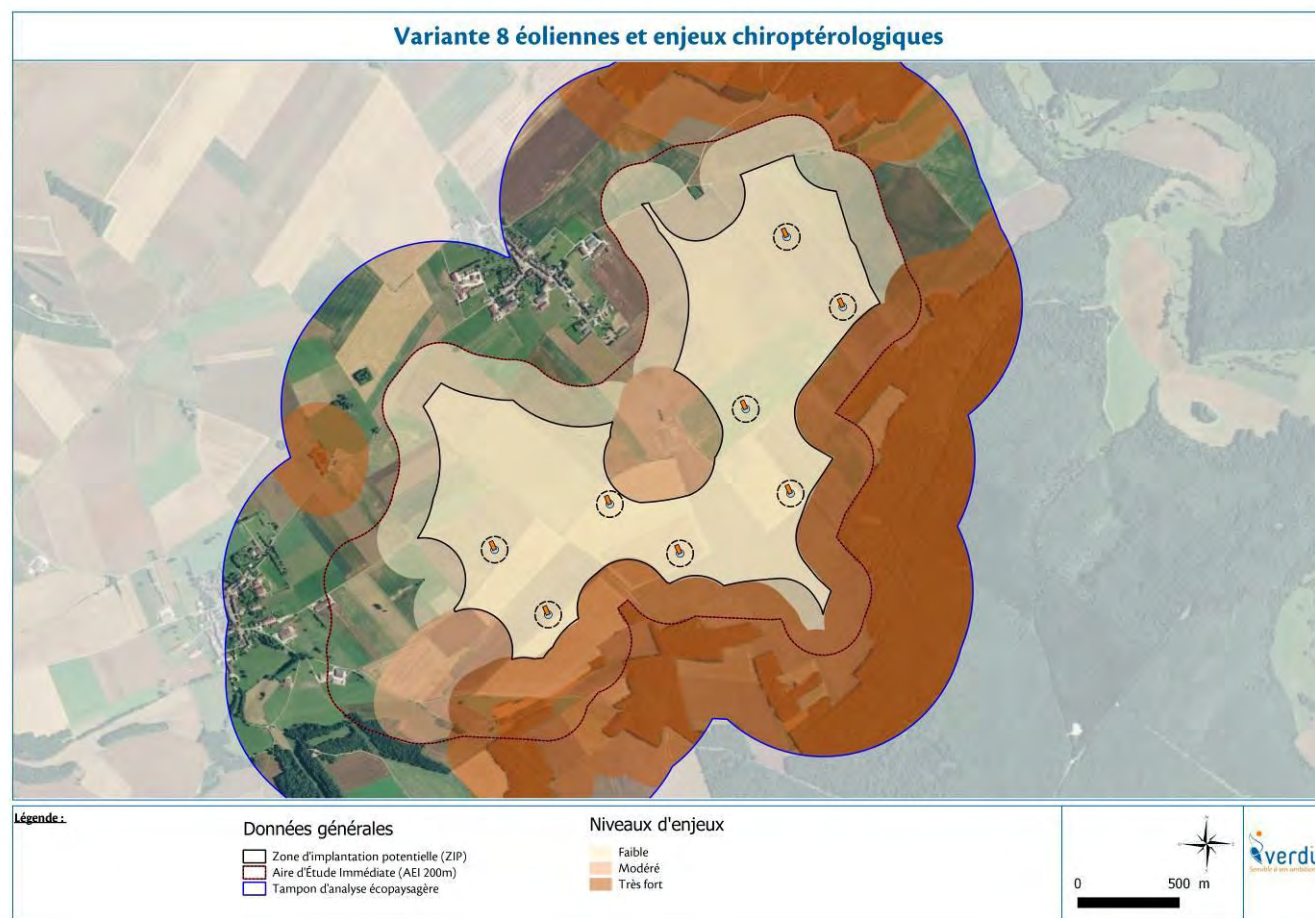 Variante 8 éoliennes et enjeux chiroptérologiques
Légende :
Données générales
Zone d'implantation potentielle (ZIP)
Aire d'Étude Immédiate (AEI 200m)
Tampon d'analyse écopaysagère
Niveaux d'enjeux
Faible
Modéré
Très fort
0 500 m
verdi